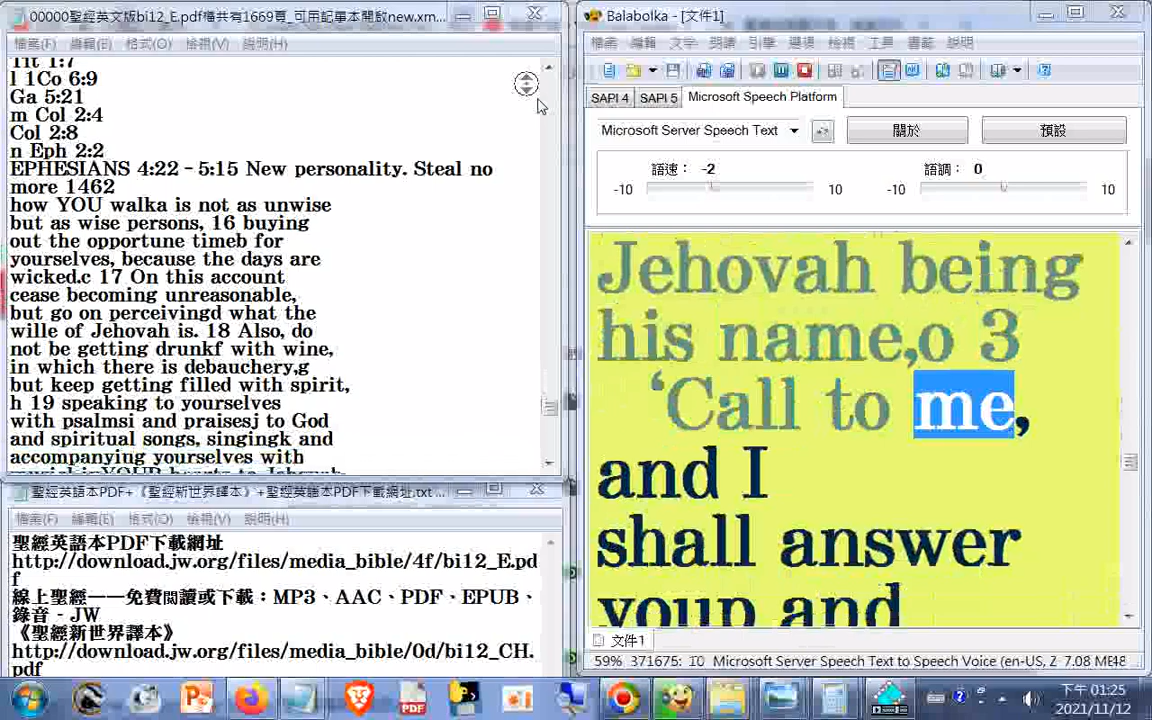 00000聖經英文版bi12_E.pdf檔共有1669頁_可用記事本開啟new.xm...
檔案(F) 編輯(E) 格式(O) 檢視(V) 說明(H)
Tit 1:7
l 1Co 6:9
Ga 5:21
m Col 2:4
Col 2:8
n Eph 2:2
EPHESIANS 4:22 – 5:15 New personality. Steal no
more 1462
how YOU walka is not as unwise
but as wise persons, 16 buying
out the opportune timeb for
yourselves, because the days are
wicked.c 17 On this account
cease becoming unreasonable,
but go on perceivingd what the
wille of Jehovah is. 18 Also, do
not be getting drunkf with wine,
in which there is debauchery,g
but keep getting filled with spirit,
h 19 speaking to yourselves
with psalmsi and praisesj to God
and spiritual songs, singingk and
accompanying yourselves with
聖經英語本PDF+《聖經新世界譯本》+聖經英語本PDF下載網址.txt ...
檔案(F) 編輯(E) 格式(O) 檢視(V) 說明(H)
聖經英語本PDF下載網址
http://download.jw.org/files/media_bible/4f/bi12_E.pd
f
線上聖經——免費閱讀或下載：MP3、AAC、PDF、EPUB、
錄音 - JW
《聖經新世界譯本》
http://download.jw.org/files/media_bible/0d/bi12_CH.
pdf
Balabolka - [文件1]
檔案 編輯 文字 朗讀 引擎 選項 檢視 工具 書籤 說明
SAPI 4 SAPI 5 Microsoft Speech Platform
Microsoft Server Speech Text 關於 預設
語速： -2 語調： 0
-10 10 -10 10
Jehovah being
his name,o 3
‘Call to me,
and I
shall answer
youp and
文件1
59% 371675: 10 Microsoft Server Speech Text to Speech Voice (en-US, Z 7.08 ME48
下午 01:25
2021/11/12